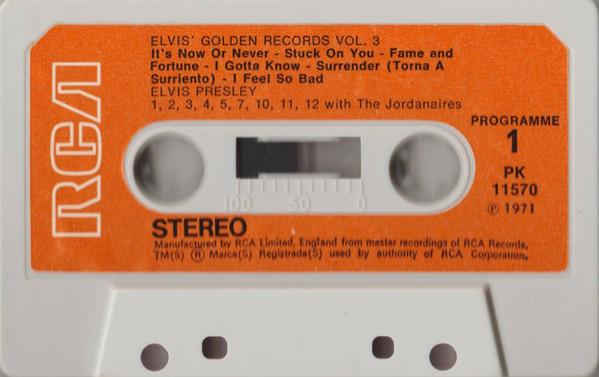 RCA
ELVIS' GOLDEN RECORDS VOL. 3
It's Now Or Never - Stuck On You - Fame and
Fortune - I Gotta Know - Surrender (Torna A
Surriento) - I Feel So Bad
ELVIS PRESLEY
1, 2, 3, 4, 5, 7, 10, 11, 12 with The Jordanaires
PROGRAMME
1
PK
11570
Ⓟ 1971
100 50 0
STEREO
Manufactured by RCA Limited, England from master recordings of RCA Records,
TM(S) ® Marca(S) Registrada(S) used by authority of RCA Corporation.